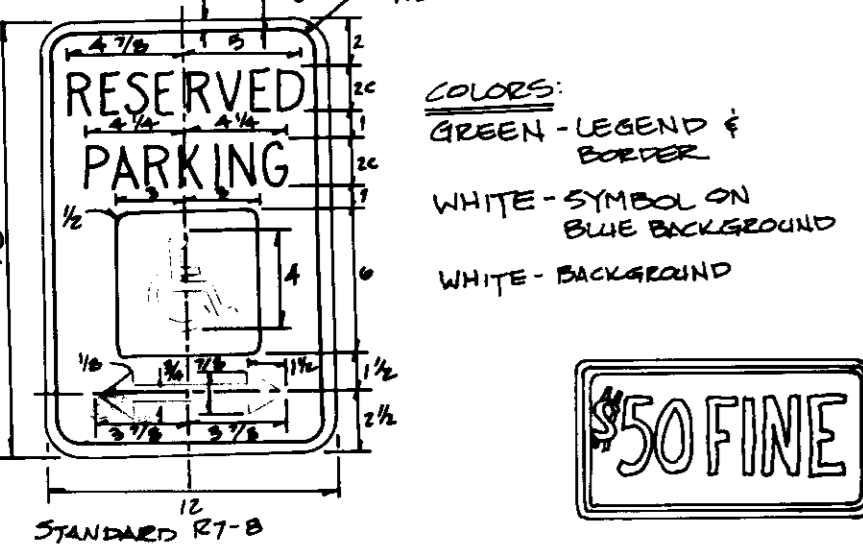 4 7/8 5 2
RESERVED 2C
4 1/4 4 1/4 1
PARKING 2C
3 3 1
1/2
4 6
1/8 3/4 7/8 1 1/2 1 1/2
3 7/8 3 7/8 2 1/2
12
STANDARD R7-8
COLORS:
GREEN - LEGEND &
BORDER
WHITE - SYMBOL ON
BLUE BACKGROUND
WHITE - BACKGROUND
$50 FINE